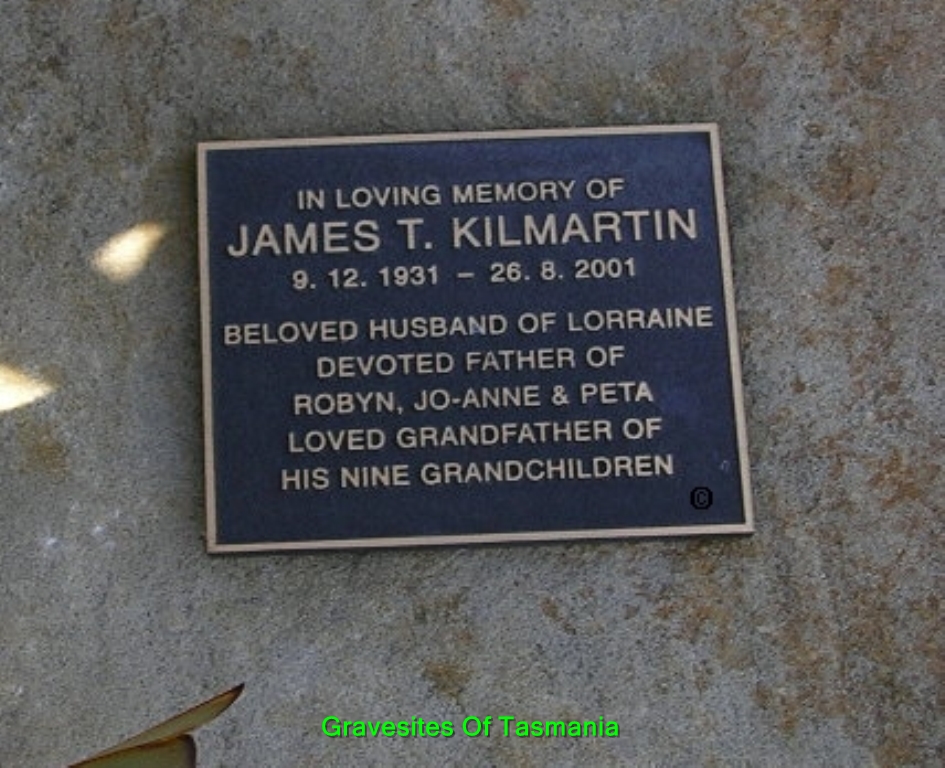 IN LOVING MEMORY OF
JAMES T. KILMARTIN
9. 12. 1931 – 26. 8. 2001
BELOVED HUSBAND OF LORRAINE
DEVOTED FATHER OF
ROBYN, JO-ANNE & PETA
LOVED GRANDFATHER OF
HIS NINE GRANDCHILDREN
©
Gravesites Of Tasmania